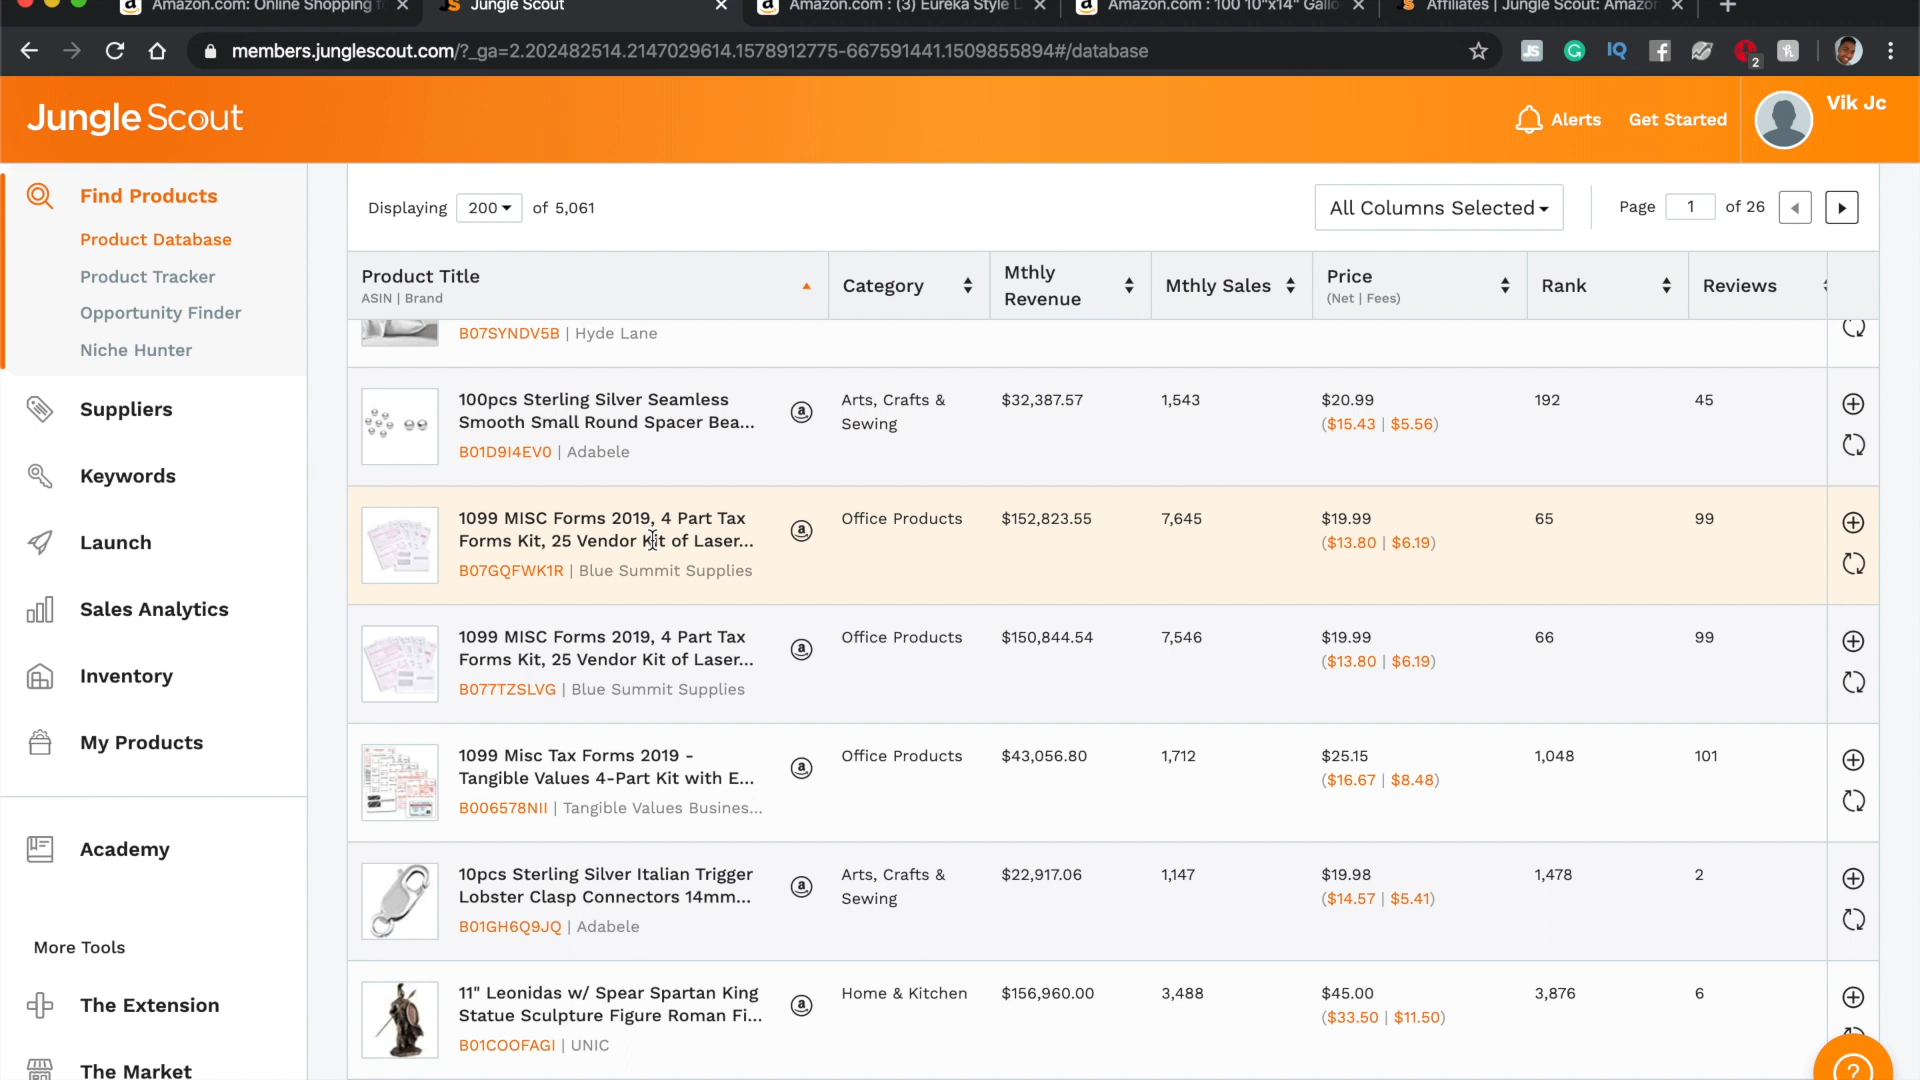 Amazon.com: Online Shopping f
Jungle Scout
Amazon.com : (3) Eureka Style D
Amazon.com : 100 10"x14" Gallo
Affiliates | Jungle Scout: Amazon
members.junglescout.com/?_ga=2.202482514.2147029614.1578912775-667591441.1509855894#/database
JS
IQ
2
Jungle Scout
Alerts
Get Started
Vik Jc
Find Products
Product Database
Product Tracker
Opportunity Finder
Niche Hunter
Suppliers
Keywords
Launch
Sales Analytics
Inventory
My Products
Academy
More Tools
The Extension
The Market
Displaying 200 of 5,061
All Columns Selected
Page 1 of 26
Product Title
ASIN | Brand
Category
Mthly
Revenue
Mthly Sales
Price
(Net | Fees)
Rank
Reviews
B07SYNDV5B | Hyde Lane
100pcs Sterling Silver Seamless
Smooth Small Round Spacer Bea...
B01D9I4EV0 | Adabele
Arts, Crafts &
Sewing
$32,387.57
1,543
$20.99
($15.43 | $5.56)
192
45
1099 MISC Forms 2019, 4 Part Tax
Forms Kit, 25 Vendor Kit of Laser...
B07GQFWK1R | Blue Summit Supplies
Office Products
$152,823.55
7,645
$19.99
($13.80 | $6.19)
65
99
1099 MISC Forms 2019, 4 Part Tax
Forms Kit, 25 Vendor Kit of Laser...
B077TZSLVG | Blue Summit Supplies
Office Products
$150,844.54
7,546
$19.99
($13.80 | $6.19)
66
99
1099 Misc Tax Forms 2019 -
Tangible Values 4-Part Kit with E...
B006578NII | Tangible Values Busines...
Office Products
$43,056.80
1,712
$25.15
($16.67 | $8.48)
1,048
101
10pcs Sterling Silver Italian Trigger
Lobster Clasp Connectors 14mm...
B01GH6Q9JQ | Adabele
Arts, Crafts &
Sewing
$22,917.06
1,147
$19.98
($14.57 | $5.41)
1,478
2
11" Leonidas w/ Spear Spartan King
Statue Sculpture Figure Roman Fi...
B01COOFAGI | UNIC
Home & Kitchen
$156,960.00
3,488
$45.00
($33.50 | $11.50)
3,876
6
?